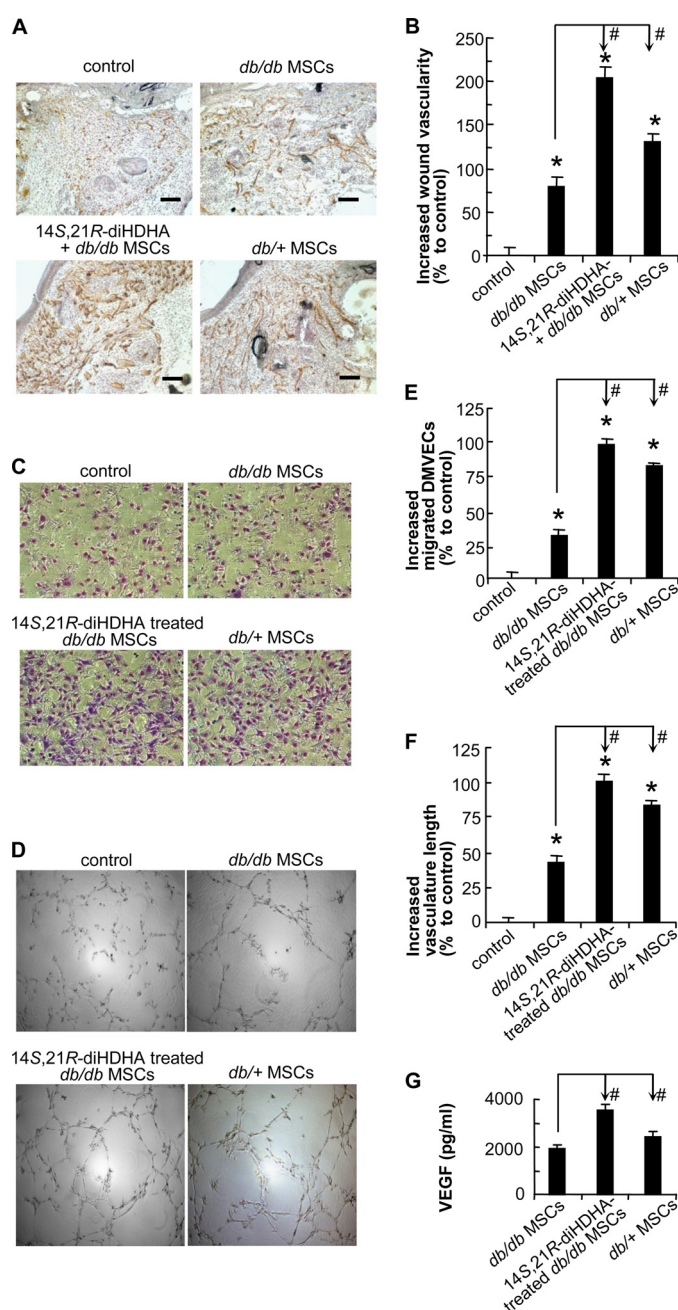 A
control
db/db MSCs
14S,21R-diHDHA
+ db/db MSCs
db/+ MSCs
B
Increased wound vascularity
(% to control)
250
200
150
100
50
0
*
*
#
*
#
control
db/db MSCs
14S,21R-diHDHA-
+ db/db MSCs
db/+ MSCs
C
control
db/db MSCs
14S,21R-diHDHA treated
db/db MSCs
db/+ MSCs
E
Increased
migrated DMVECs
(% to control)
125
100
75
50
25
0
*
*
#
*
#
control
db/db MSCs
14S,21R-diHDHA-
treated db/db MSCs
db/+ MSCs
D
control
db/db MSCs
14S,21R-diHDHA treated
db/db MSCs
db/+ MSCs
F
Increased
vasculature length
(% to control)
125
100
75
50
25
0
*
*
#
*
#
control
db/db MSCs
14S,21R-diHDHA-
treated db/db MSCs
db/+ MSCs
G
VEGF (pg/ml)
4000
2000
0
#
#
db/db MSCs
14S,21R-diHDHA-
treated db/db MSCs
db/+ MSCs